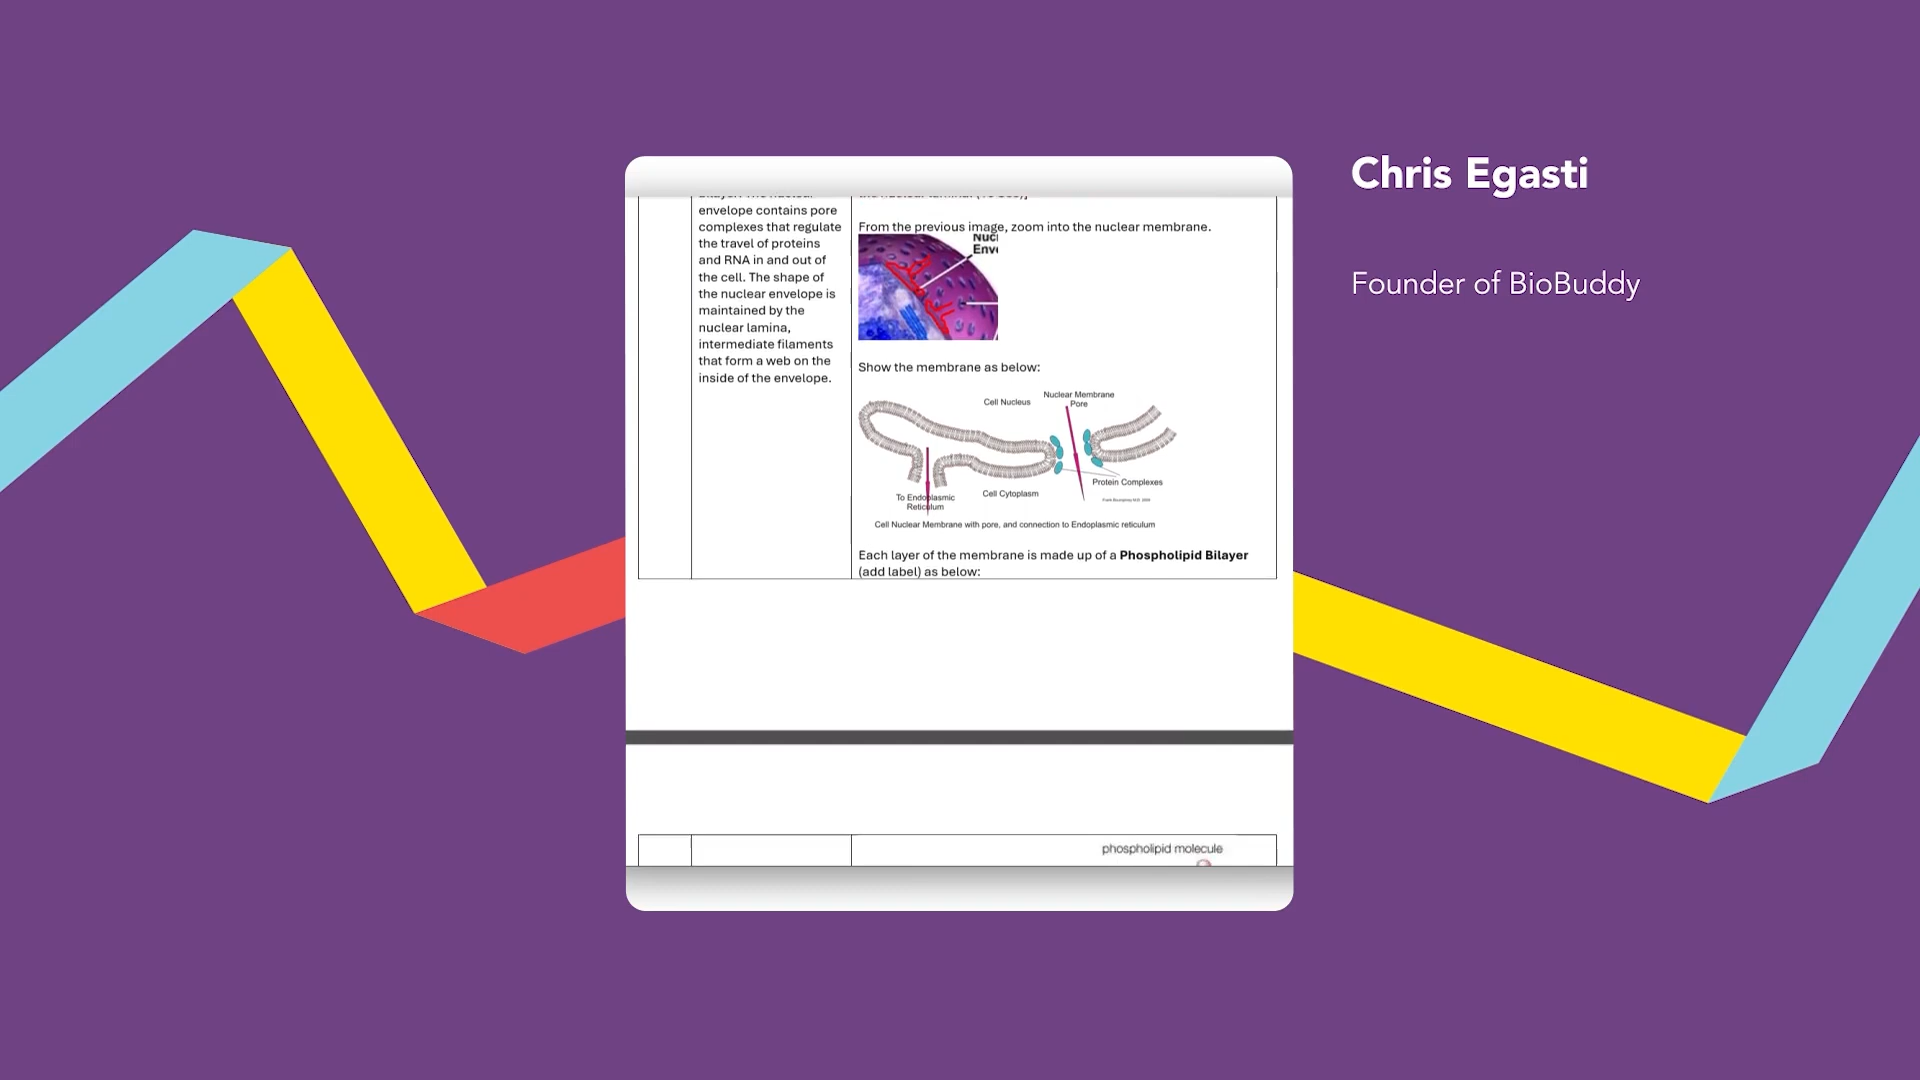 Chris Egasti
Founder of BioBuddy
envelope contains pore
complexes that regulate
the travel of proteins
and RNA in and out of
the cell. The shape of
the nuclear envelope is
maintained by the
nuclear lamina,
intermediate filaments
that form a web on the
inside of the envelope.
From the previous image, zoom into the nuclear membrane.
Show the membrane as below:
Nuclear Membrane
Pore
Cell Nucleus
Protein Complexes
Cell Cytoplasm
To Endoplasmic
Reticulum
Cell Nuclear Membrane with pore, and connection to Endoplasmic reticulum
Each layer of the membrane is made up of a Phospholipid Bilayer
(add label) as below:
phospholipid molecule